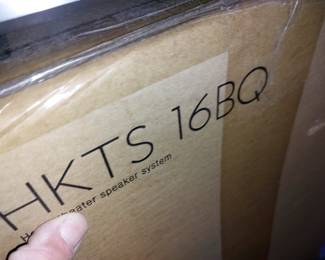 HKTS 16BQ
theater speaker system